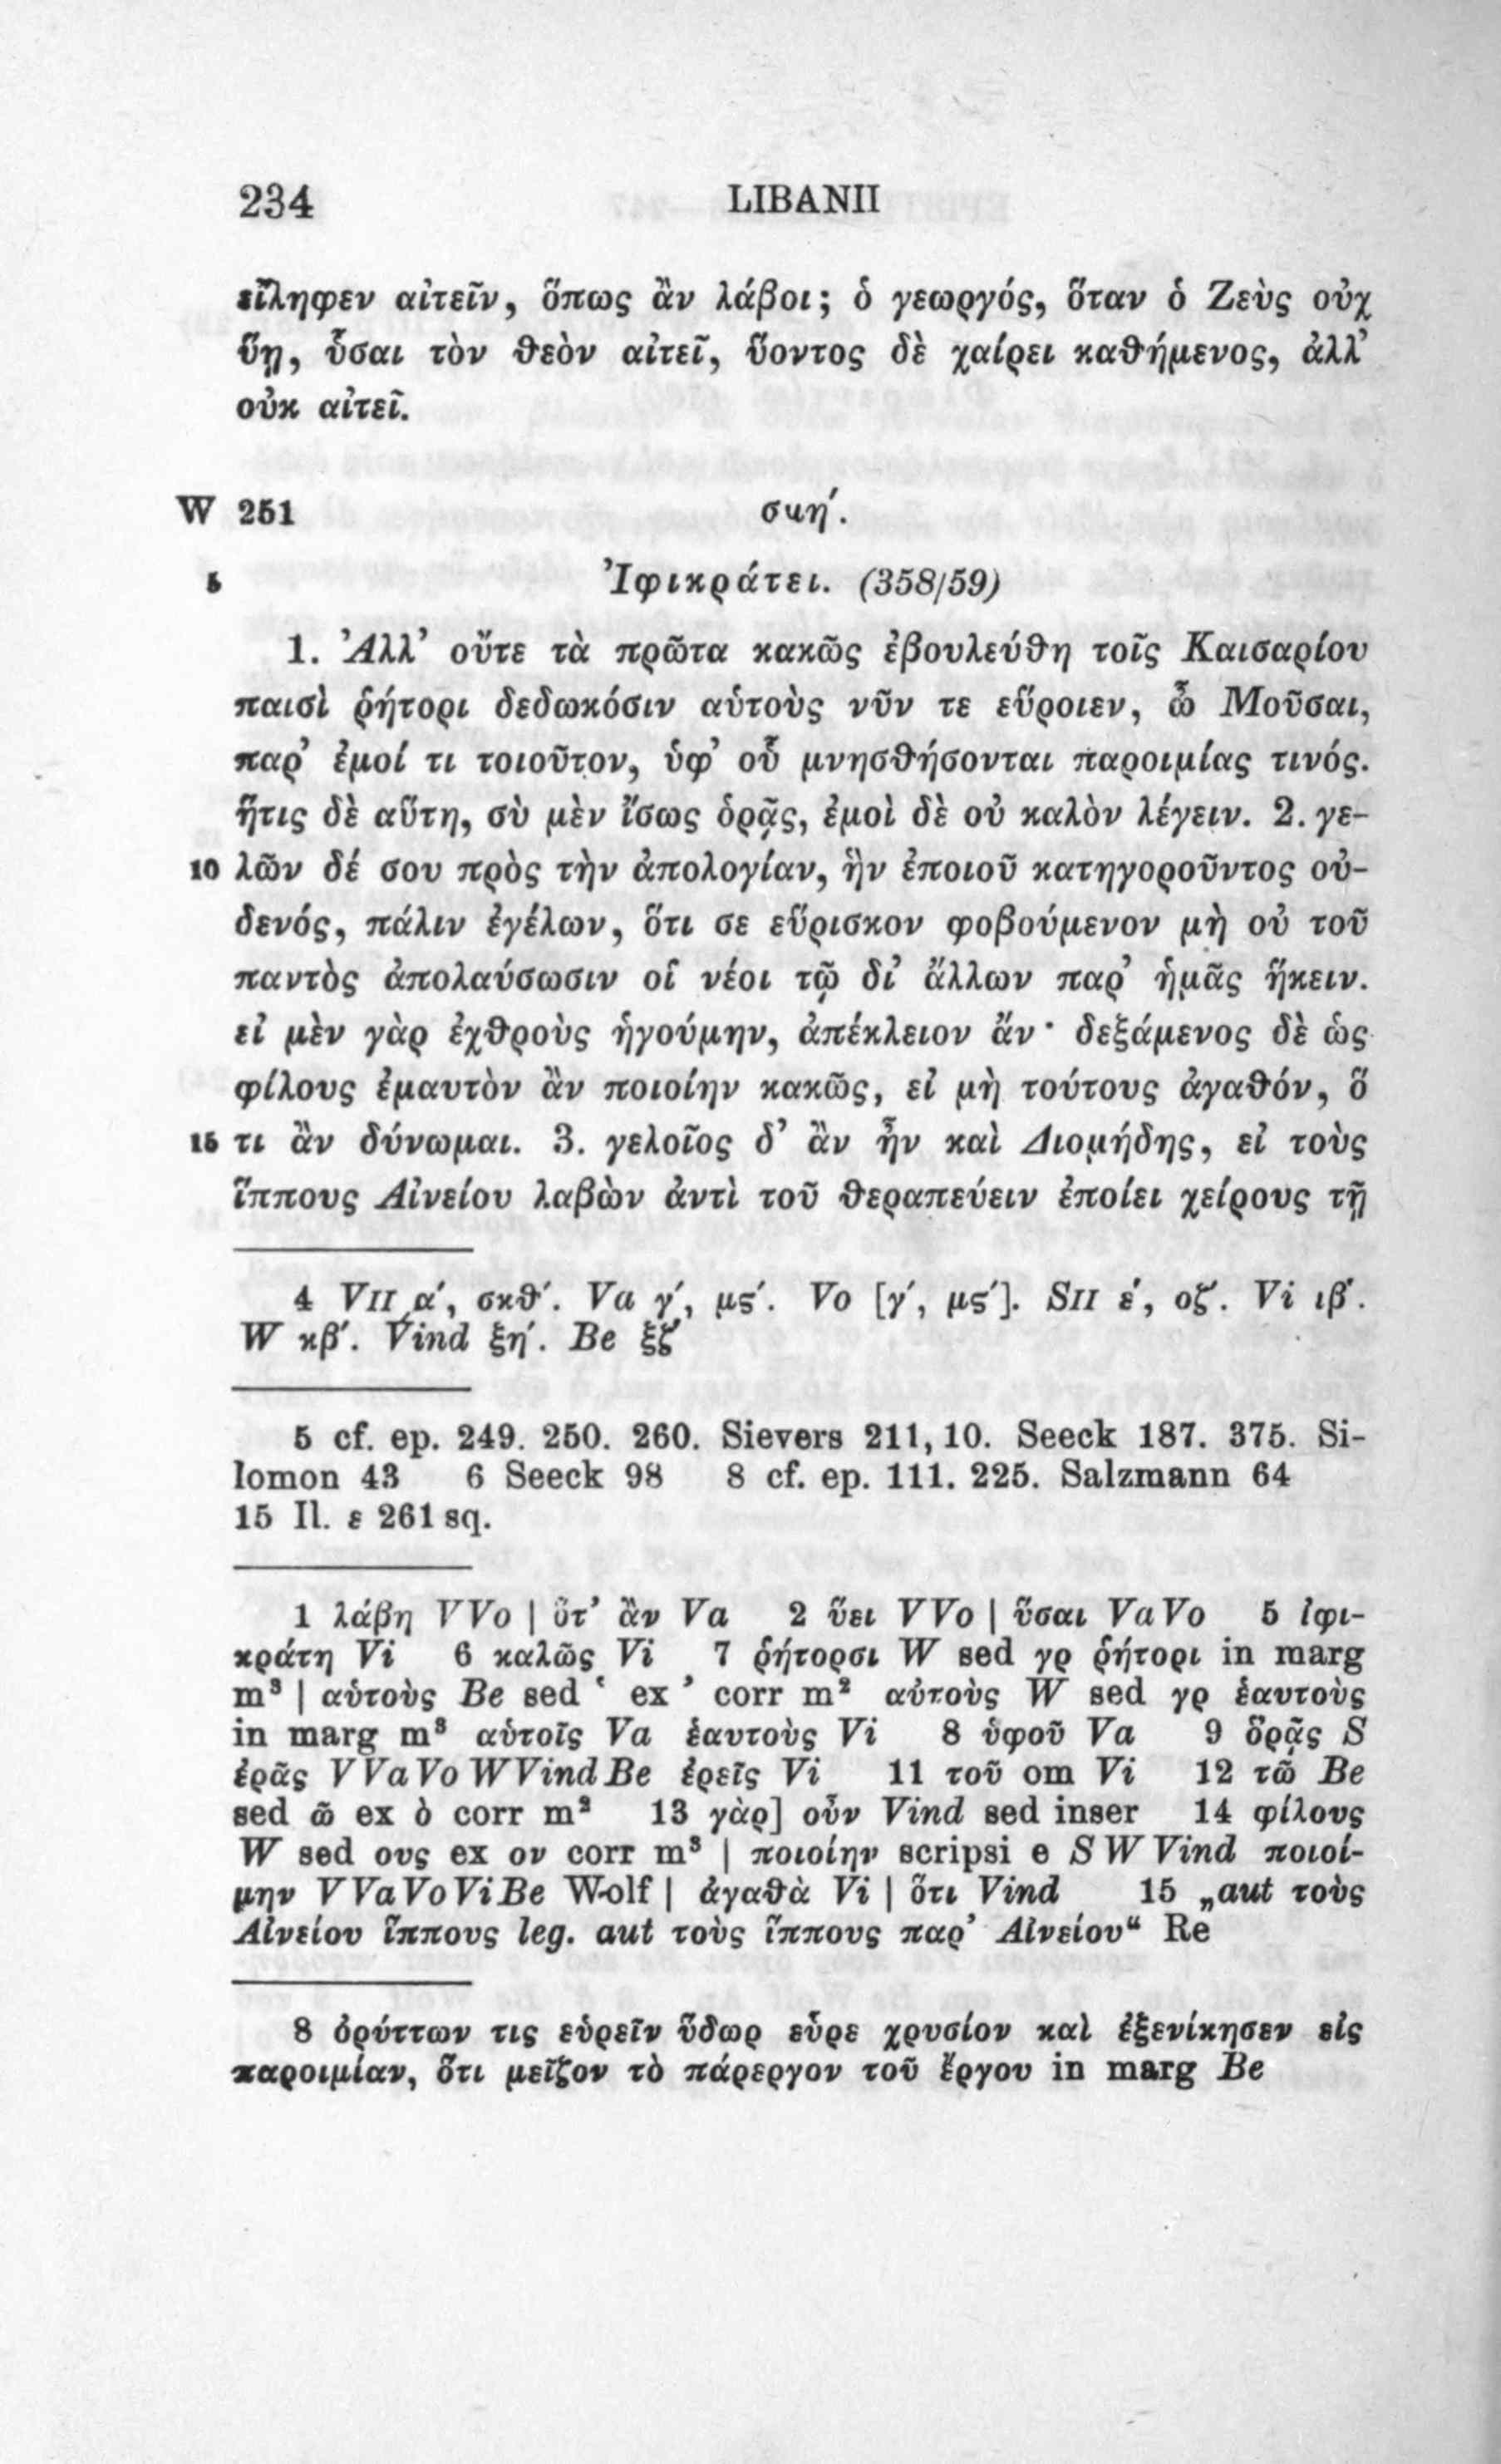 234 LIBANII
εἴληφεν αἰτεῖν, ὅπως ἂν λάβοι; ὁ γεωργός, ὅταν ὁ Ζεὺς οὐχ
ὕῃ, ὗσαι τὸν θεὸν αἰτεῖ, ὕοντος δὲ χαίρει καθήμενος, ἀλλ’
οὐκ αἰτεῖ.
W 251 σκη΄.
5 Ἰφικράτει. (358/59)
1. Ἀλλ’ οὔτε τὰ πρῶτα κακῶς ἐβουλεύθη τοῖς Καισαρίου
παισὶ ῥήτορι δεδωκόσιν αὑτοὺς νῦν τε εὕροιεν, ὦ Μοῦσαι,
παρ’ ἐμοί τι τοιοῦτον, ὑφ’ οὗ μνησθήσονται παροιμίας τινός.
ἥτις δὲ αὕτη, σὺ μὲν ἴσως ὁρᾷς, ἐμοὶ δὲ οὐ καλὸν λέγειν. 2. γε-
10 λῶν δέ σου πρὸς τὴν ἀπολογίαν, ἣν ἐποιοῦ κατηγοροῦντος οὐ-
δενός, πάλιν ἐγέλων, ὅτι σε εὕρισκον φοβούμενον μὴ οὐ τοῦ
παντὸς ἀπολαύσωσιν οἱ νέοι τῷ δι’ ἄλλων παρ’ ἡμᾶς ἥκειν.
εἰ μὲν γὰρ ἐχθροὺς ἡγούμην, ἀπέκλειον ἄν· δεξάμενος δὲ ὡς
φίλους ἐμαυτὸν ἂν ποιοίην κακῶς, εἰ μὴ τούτους ἀγαθόν, ὅ
15 τι ἂν δύνωμαι. 3. γελοῖος δ’ ἂν ἦν καὶ Διομήδης, εἰ τοὺς
ἵππους Αἰνείου λαβὼν ἀντὶ τοῦ θεραπεύειν ἐποίει χείρους τῇ
4 VII α΄, σκθ΄. Va γ΄, μς΄. Vo [γ΄, μς΄]. SII ε΄, οζ΄. Vi ιβ΄.
W κβ΄. Vind ξη΄. Be ξζ΄
5 cf. ep. 249. 250. 260. Sievers 211, 10. Seeck 187. 375. Si-
lomon 43 6 Seeck 98 8 cf. ep. 111. 225. Salzmann 64
15 Il. ε 261 sq.
1 λάβη VVo | ὅτ’ ἂν Va 2 ὕει VVo | ὕσαι VaVo 5 ἰφι-
κράτη Vi 6 καλῶς Vi 7 ῥήτορσι W sed γρ ῥήτορι in marg
m³ | αὑτοὺς Be sed ʽ ex ʼ corr m² αὐτοὺς W sed γρ ἑαυτοὺς
in marg m³ αὑτοῖς Va ἑαυτοὺς Vi 8 ὑφοῦ Va 9 ὅρᾷς S
ἐρᾶς VVaVoWVindBe ἐρεῖς Vi 11 τοῦ om Vi 12 τῶ Be
sed ῶ ex ὸ corr m² 13 γὰρ] οὖν Vind sed inser 14 φίλους
W sed ους ex ον corr m³ | ποιοίην scripsi e SWVind ποιοί-
μην VVaVoViBe Wolf | ἀγαθὰ Vi | ὅτι Vind 15 „aut τοὺς
Αἰνείου ἵππους leg. aut τοὺς ἵππους παρ’ Αἰνείου“ Re
8 ὀρύττων τις εὑρεῖν ὕδωρ εὗρε χρυσίον καὶ ἐξενίκησεν εἰς
παροιμίαν, ὅτι μεῖζον τὸ πάρεργον τοῦ ἔργου in marg Be